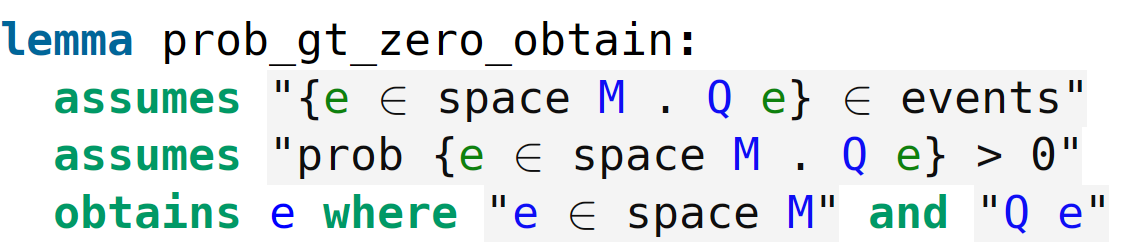 lemma prob_gt_zero_obtain:
assumes "{e ∈ space M . Q e} ∈ events"
assumes "prob {e ∈ space M . Q e} > 0"
obtains e where "e ∈ space M" and "Q e"